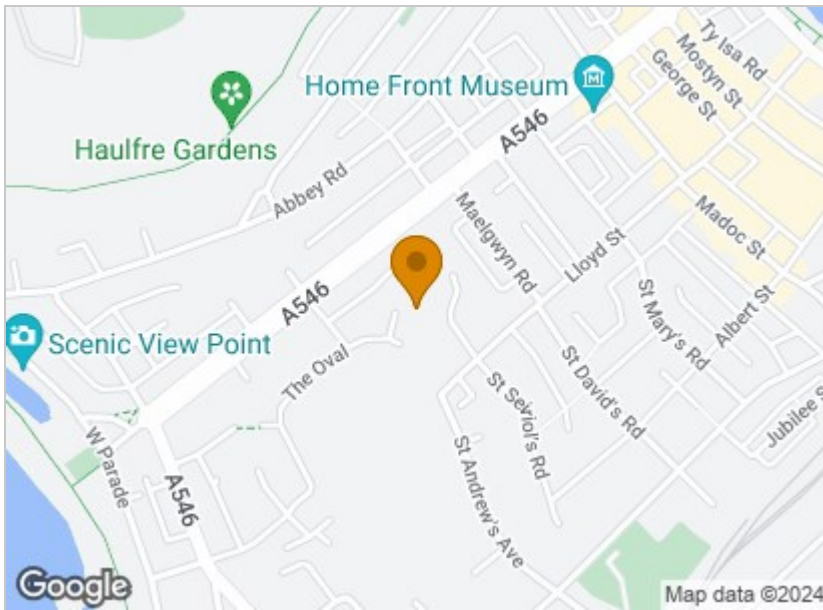 Ty Isa Rd
Mostyn St
George St
Home Front Museum
A546
Haulfre Gardens
Abbey Rd
Madoc St
Maelgwyn Rd
Lloyd St
A546
Albert St
St Mary's Rd
Scenic View Point
The Oval
St David's Rd
St Seiriol's Rd
Jubilee S
W Parade
A546
St Andrew's Ave
Google
Map data ©2024